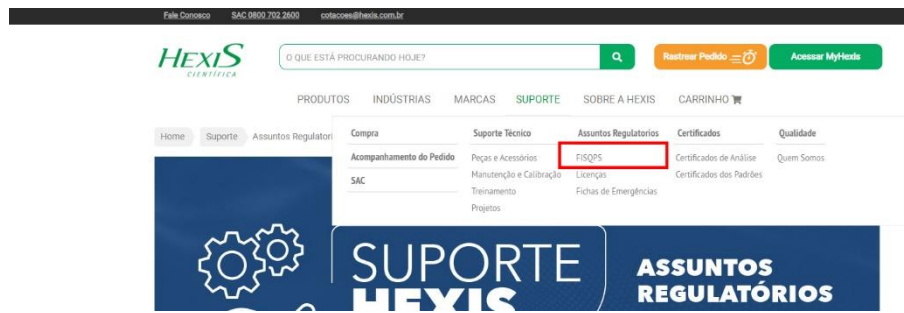 Fale Conosco SAC 0800 702 2600 cotacoes@hexis.com.br
HEXIS
CIENTÍFICA
O QUE ESTÁ PROCURANDO HOJE?
Rastrear Pedido
Acessar MyHexis
PRODUTOS INDÚSTRIAS MARCAS SUPORTE SOBRE A HEXIS CARRINHO
Home Suporte Assuntos Regulatori
Compra
Acompanhamento do Pedido
SAC
Suporte Técnico
Peças e Acessórios
Manutenção e Calibração
Treinamento
Projetos
Assuntos Regulatorios
FISQPS
Licenças
Fichas de Emergências
Certificados
Certificados de Análise
Certificados dos Padrões
Qualidade
Quem Somos
SUPORTE
HEXIS
ASSUNTOS
REGULATÓRIOS